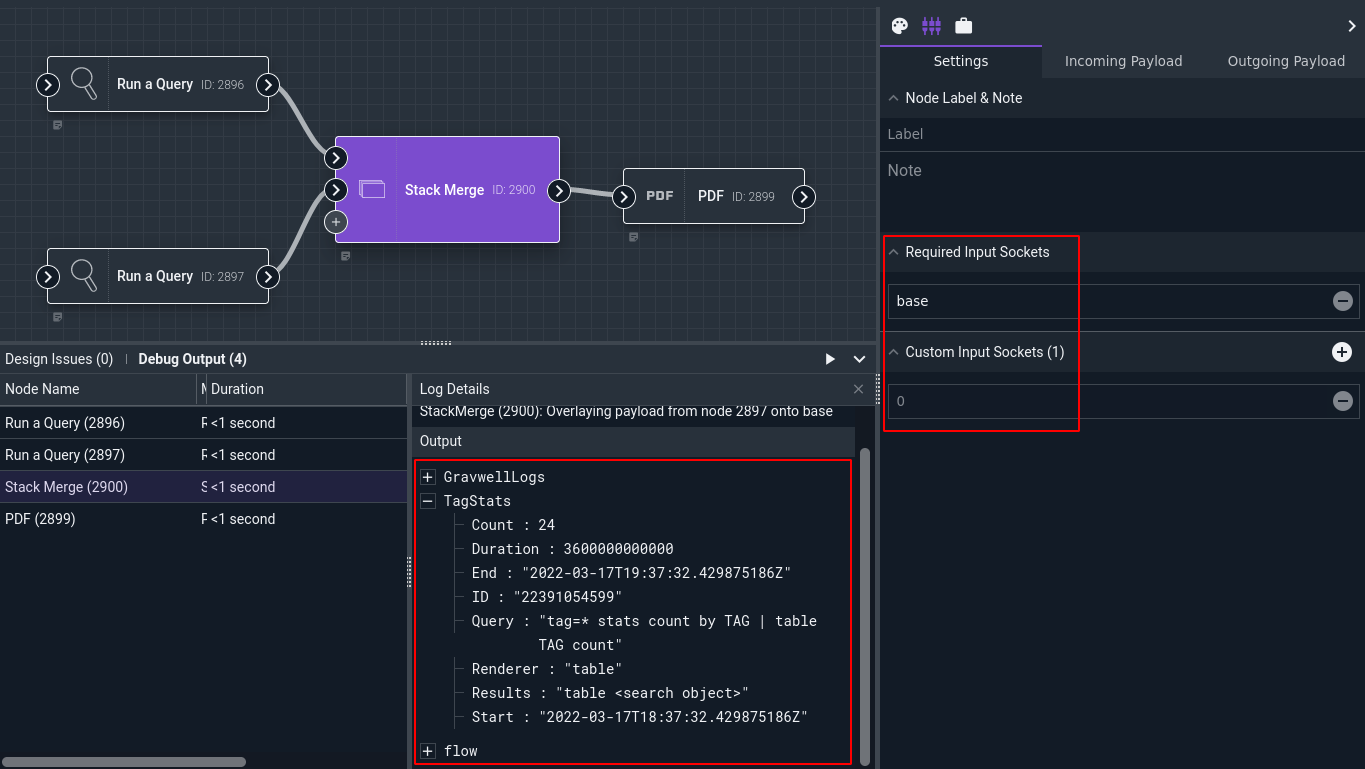 Run a Query ID: 2896
Stack Merge ID: 2900
PDF PDF ID: 2899
Run a Query ID: 2897
Design Issues (0) Debug Output (4)
Node Name Duration
Run a Query (2896) <1 second
Run a Query (2897) <1 second
Stack Merge (2900) <1 second
PDF (2899) <1 second
Log Details
StackMerge (2900): Overlaying payload from node 2897 onto base
Output
GravwellLogs
TagStats
Count : 24
Duration : 3600000000000
End : "2022-03-17T19:37:32.429875186Z"
ID : "22391054599"
Query : "tag=* stats count by TAG | table
TAG count"
Renderer : "table"
Results : "table <search object>"
Start : "2022-03-17T18:37:32.429875186Z"
flow
Settings Incoming Payload Outgoing Payload
Node Label & Note
Label
Note
Required Input Sockets
base
Custom Input Sockets (1)
0